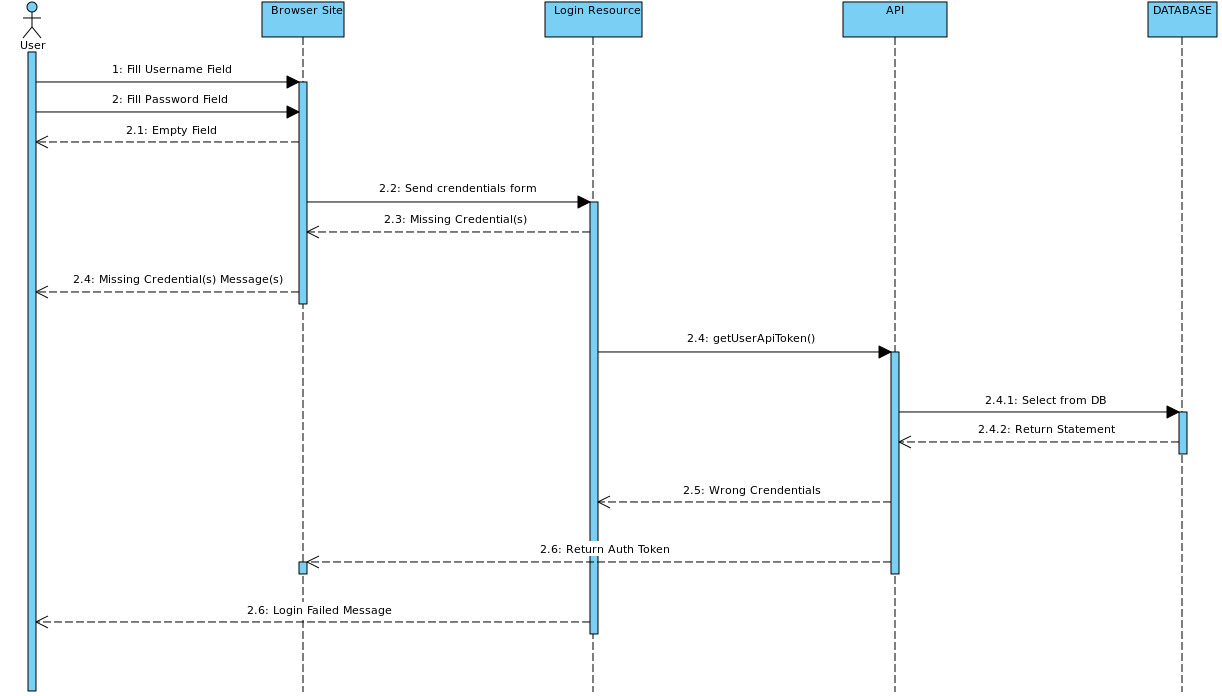 Browser Site
Login Resource
API
DATABASE
User
1: Fill Username Field
2: Fill Password Field
2.1: Empty Field
2.2: Send crendentials form
2.3: Missing Credential(s)
2.4: Missing Credential(s) Message(s)
2.4: getUserApiToken()
2.4.1: Select from DB
2.4.2: Return Statement
2.5: Wrong Crendentials
2.6: Return Auth Token
2.6: Login Failed Message